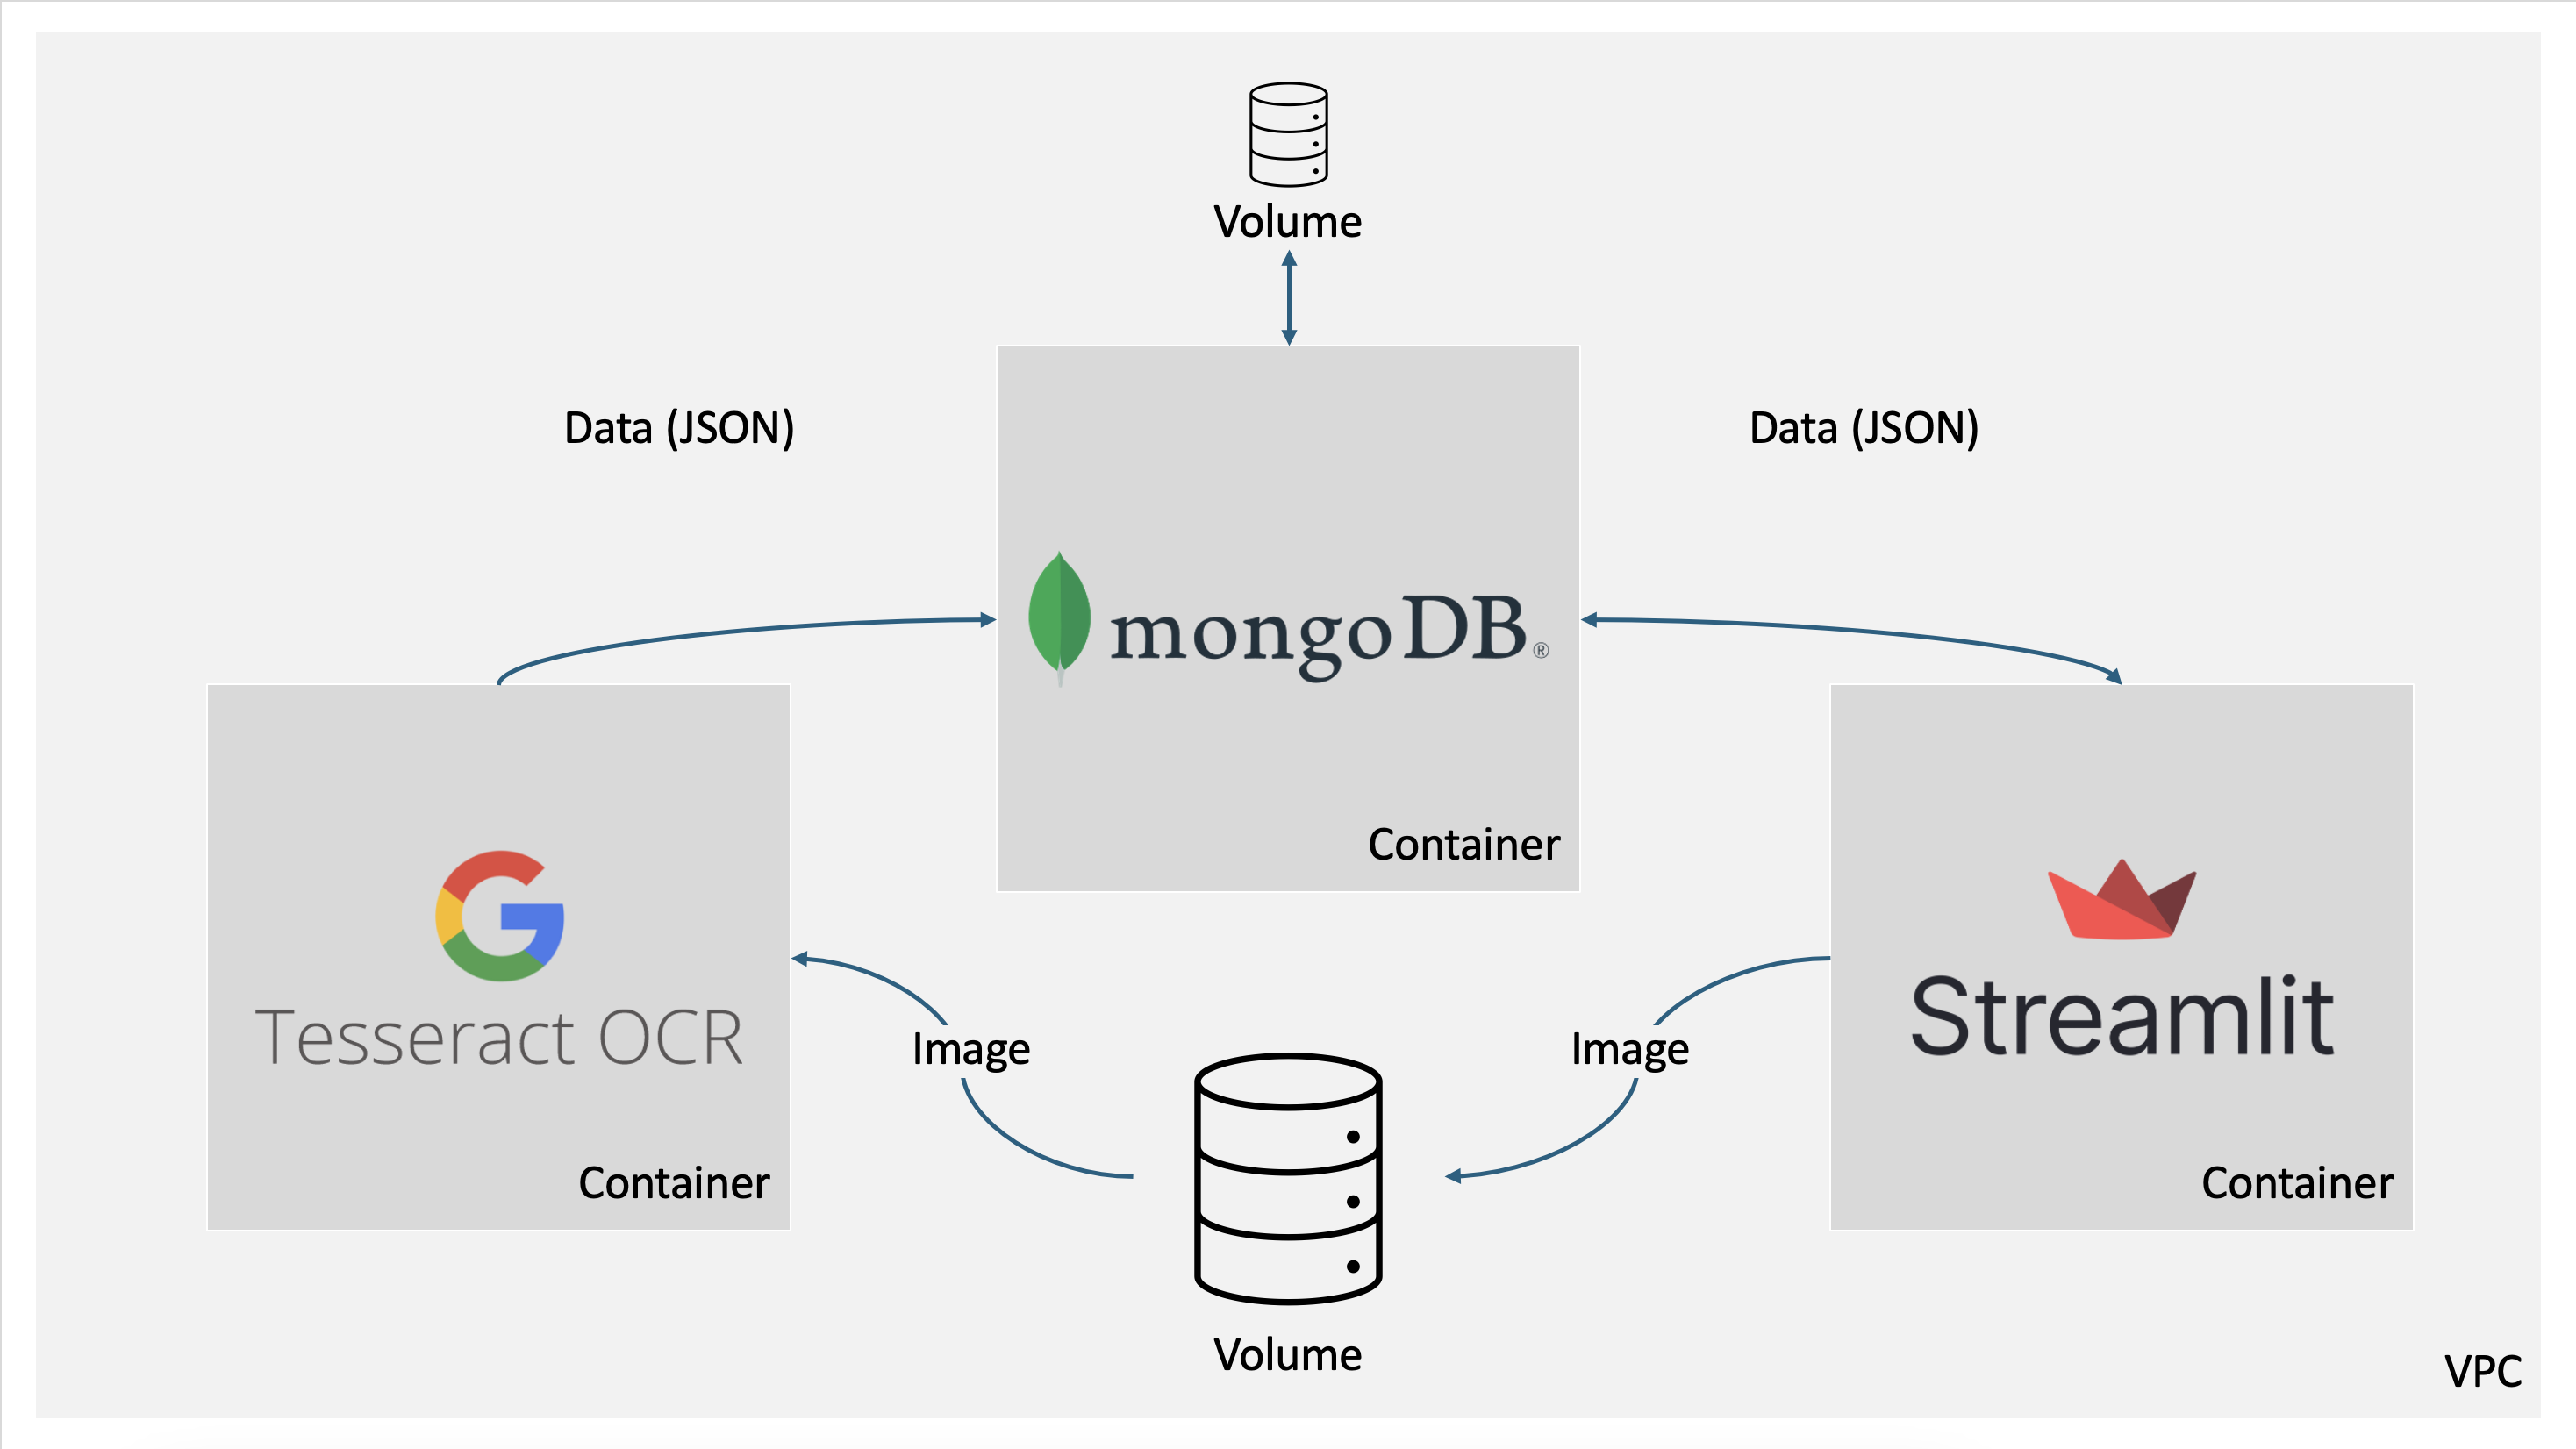 Volume
Data (JSON)
Data (JSON)
mongoDB®
Container
Tesseract OCR
Container
Streamlit
Container
Image
Image
Volume
VPC